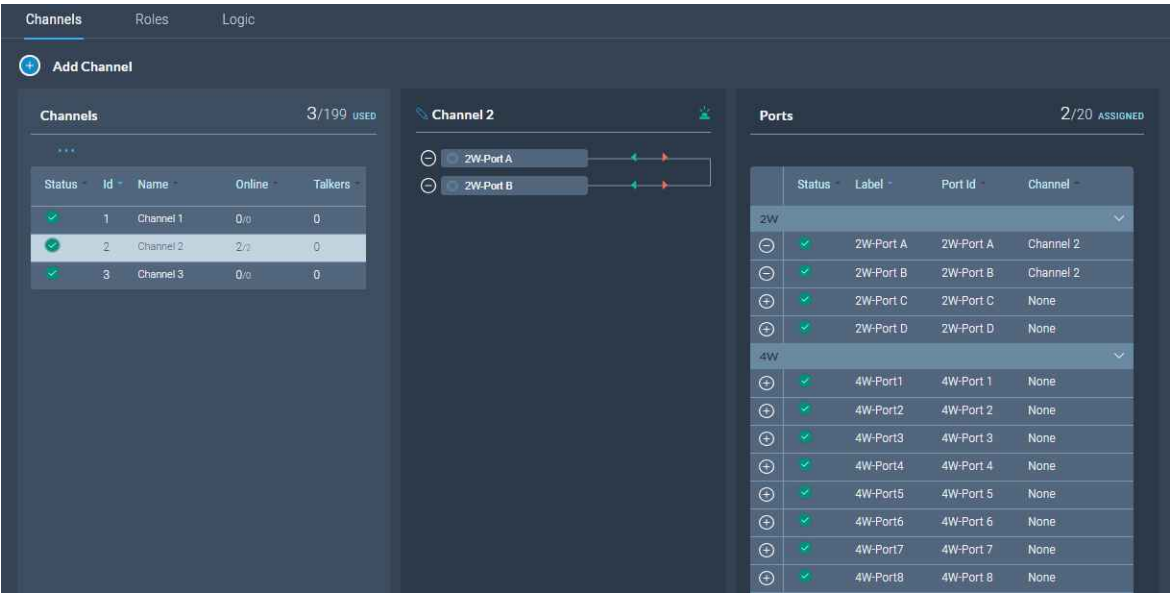 Channels Roles Logic
Add Channel
Channels 3/199 USED
Status Id Name Online Talkers
1 Channel 1 0/0 0
2 Channel 2 2/2 0
3 Channel 3 0/0 0
Channel 2
2W-Port A
2W-Port B
Ports 2/20 ASSIGNED
Status Label Port Id Channel
2W
2W-Port A 2W-Port A Channel 2
2W-Port B 2W-Port B Channel 2
2W-Port C 2W-Port C None
2W-Port D 2W-Port D None
4W
4W-Port1 4W-Port 1 None
4W-Port2 4W-Port 2 None
4W-Port3 4W-Port 3 None
4W-Port4 4W-Port 4 None
4W-Port5 4W-Port 5 None
4W-Port6 4W-Port 6 None
4W-Port7 4W-Port 7 None
4W-Port8 4W-Port 8 None